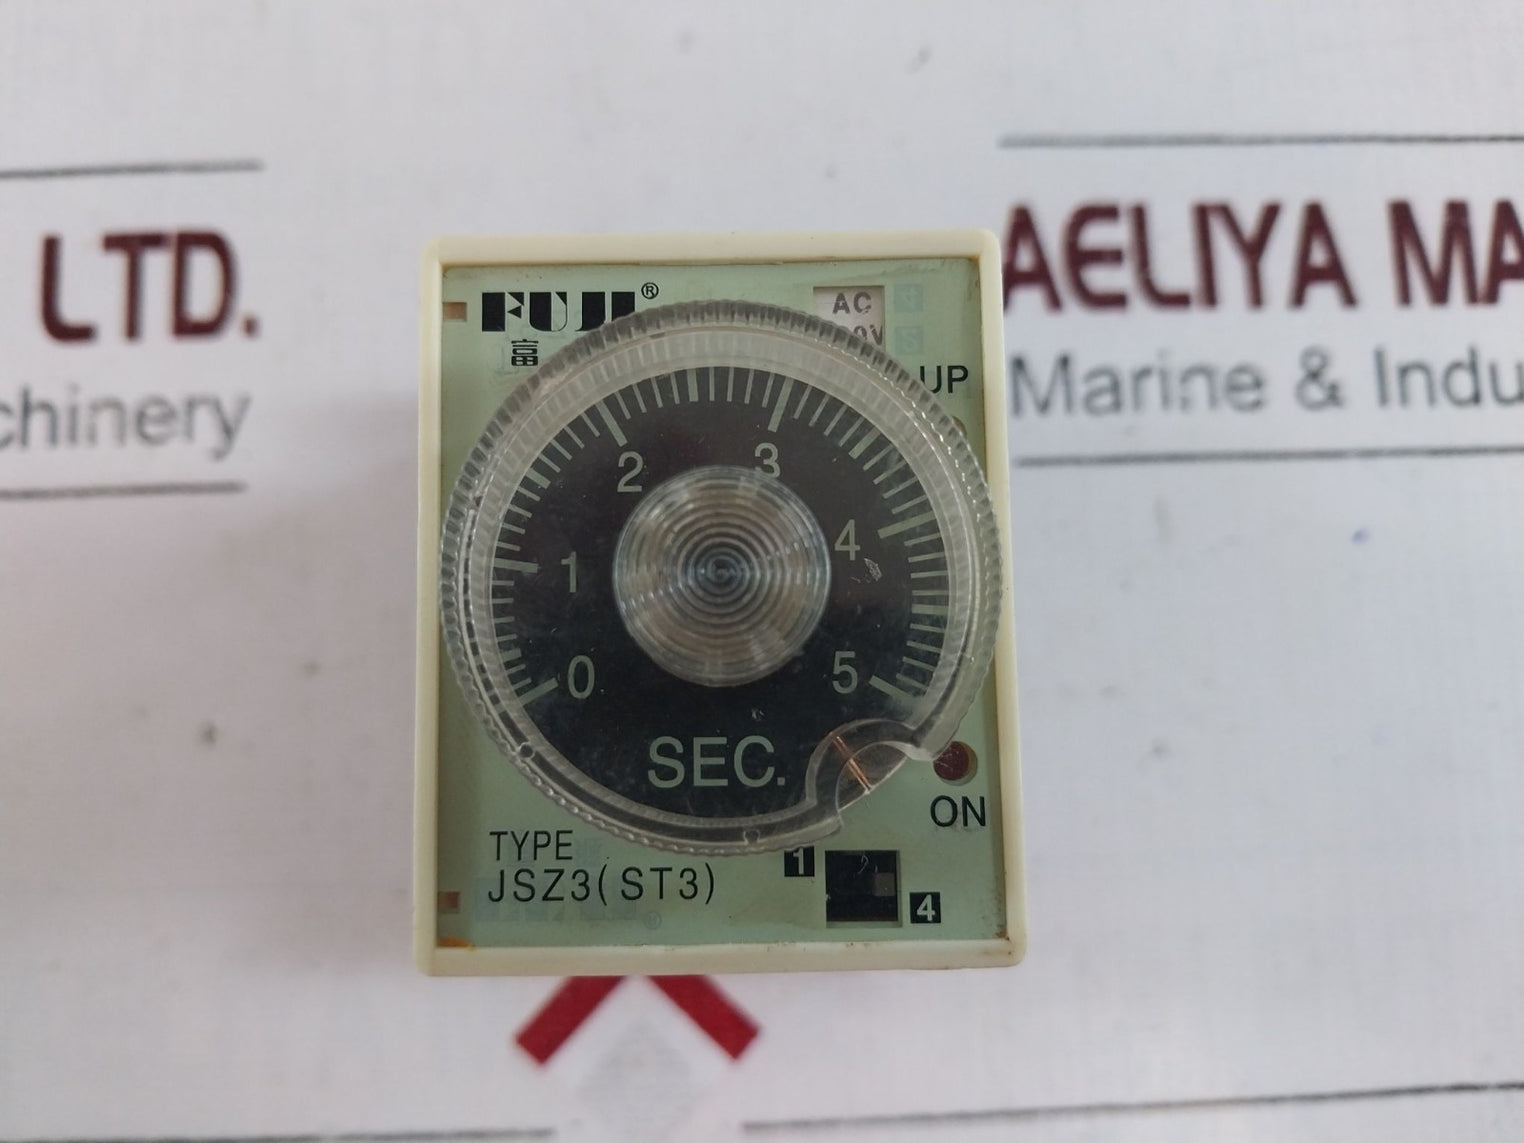 LTD.
chinery
AELIYA MA
Marine & Indu
FUJI®
富
AC
UP
2 3
1 4
0 5
SEC.
ON
TYPE
JSZ3(ST3)
1
4